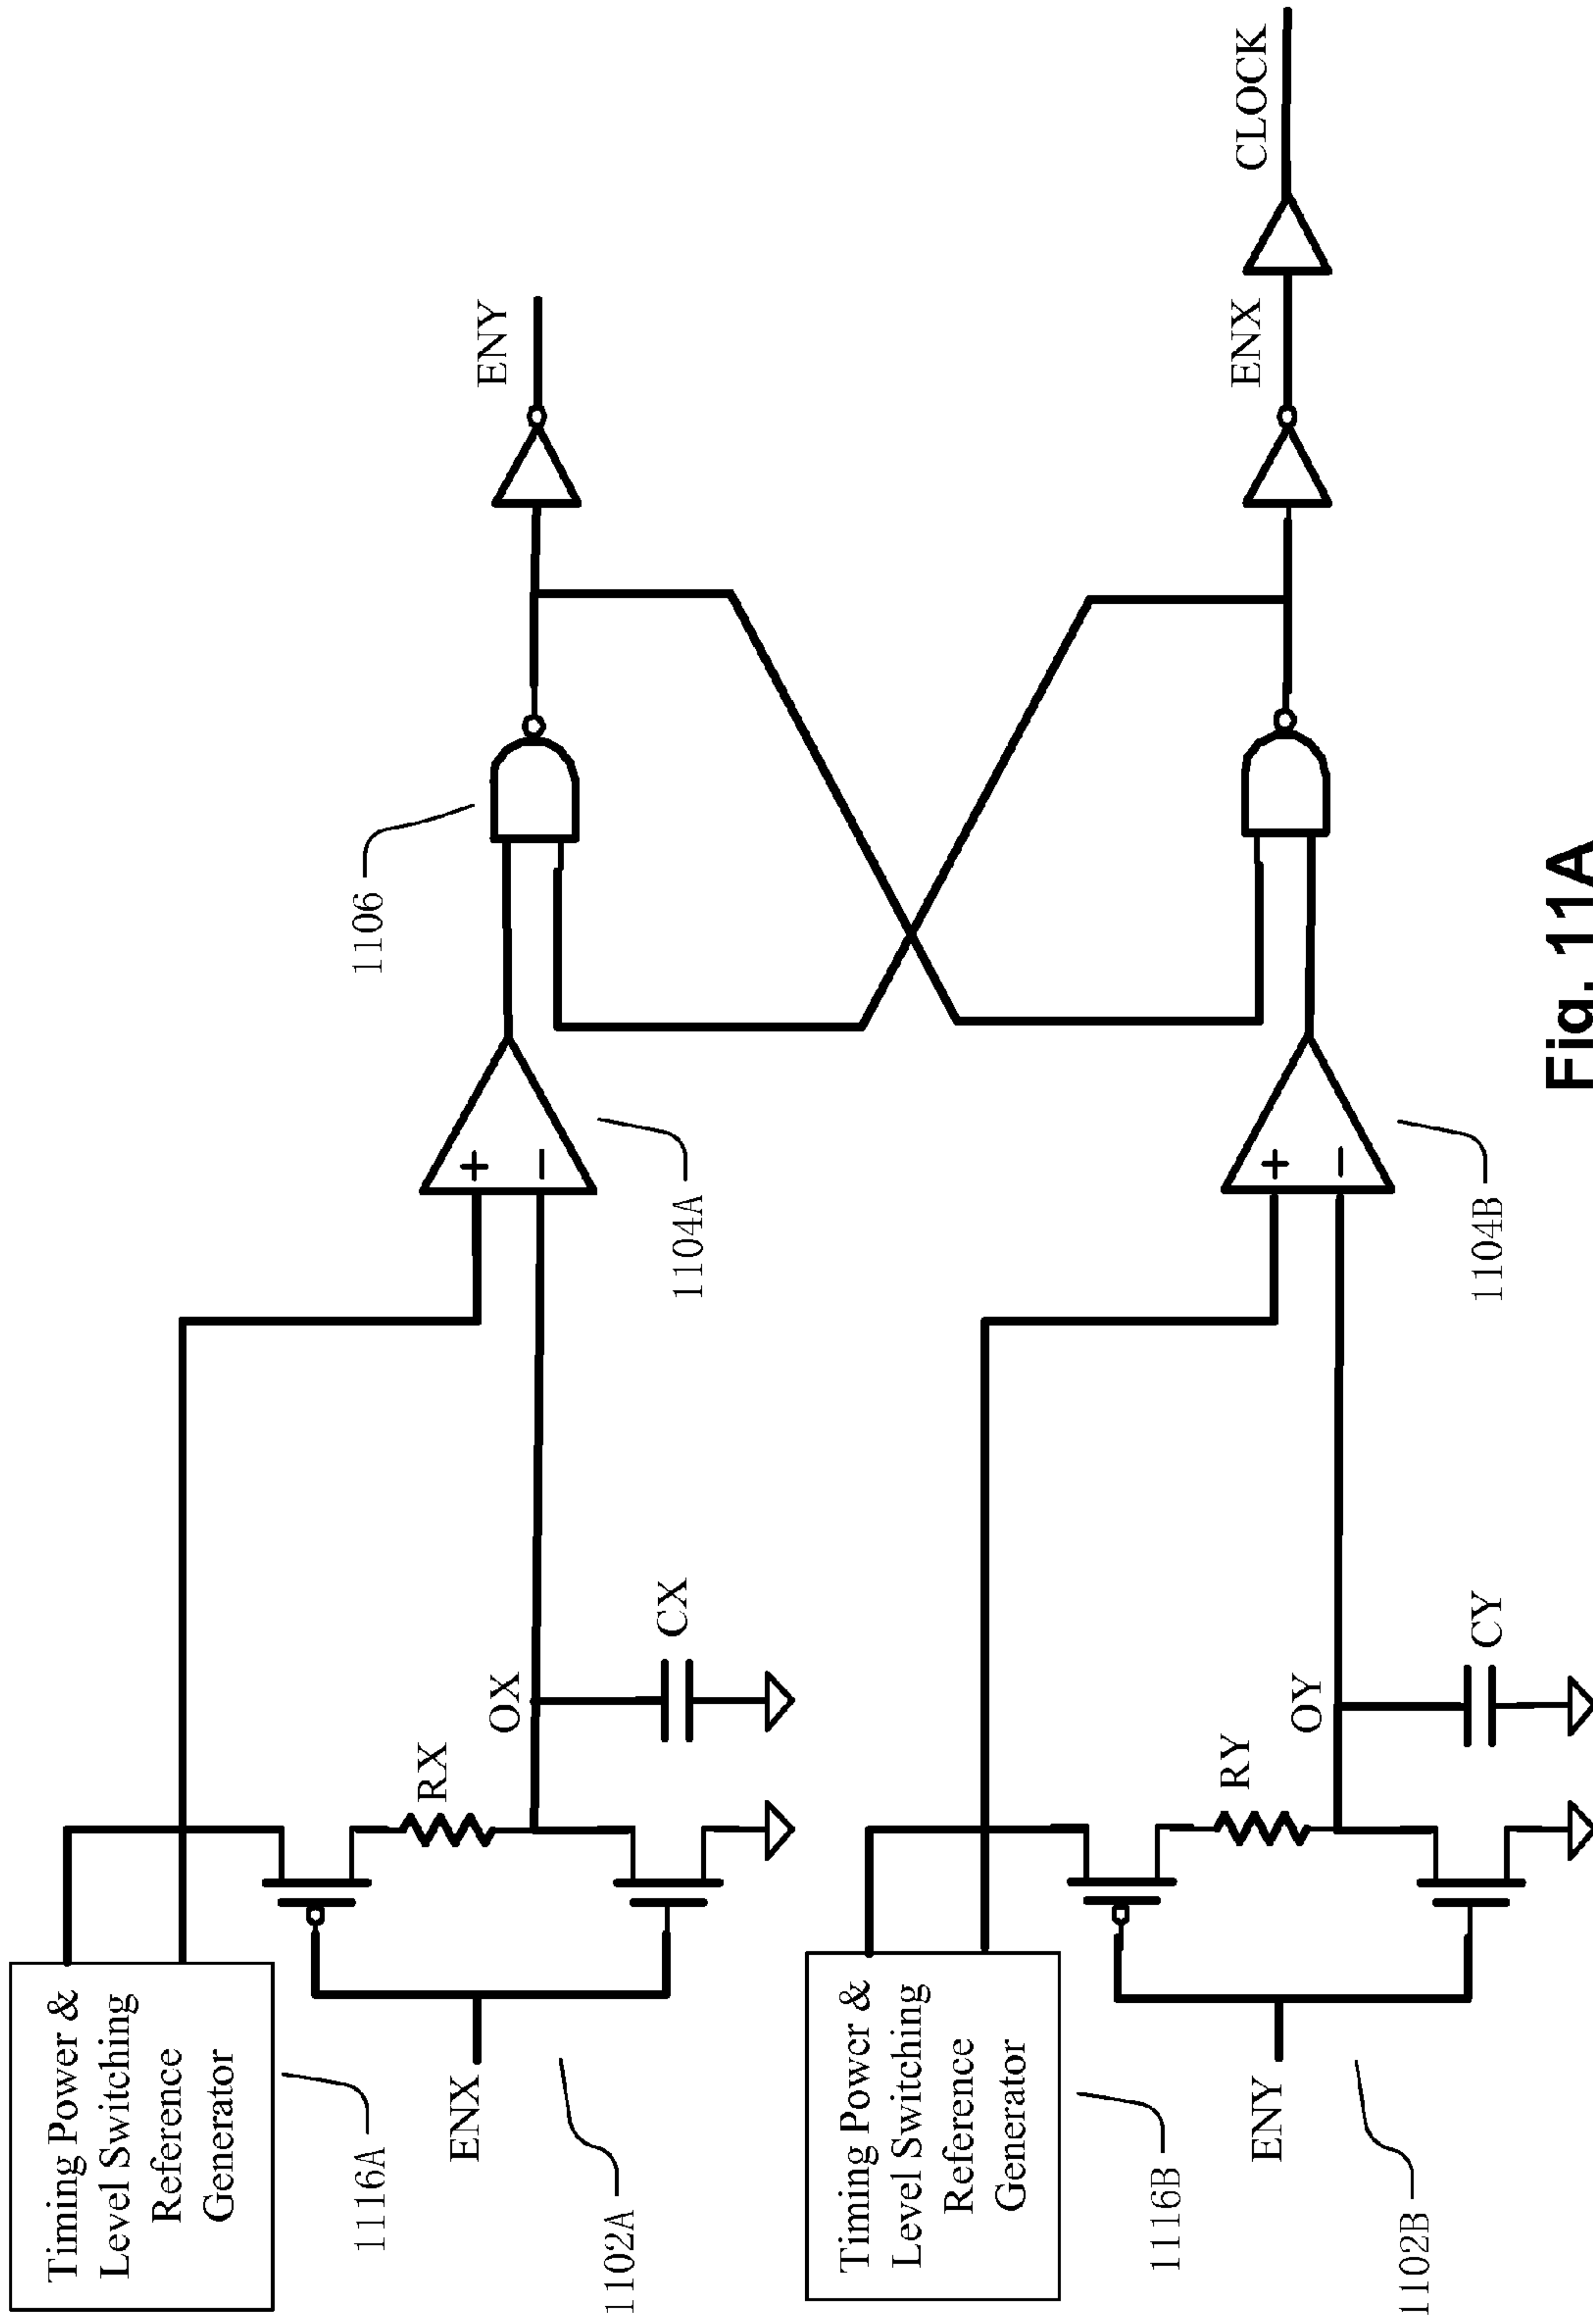 Timing Power &
Level Switching
Reference
Generator
1116A
ENX
1102A
RX
OX
CX
1104A
1106
ENY
Timing Power &
Level Switching
Reference
Generator
1116B
ENY
1102B
RY
OY
CY
1104B
ENX
CLOCK
+
−
+
−
Fig. 11A